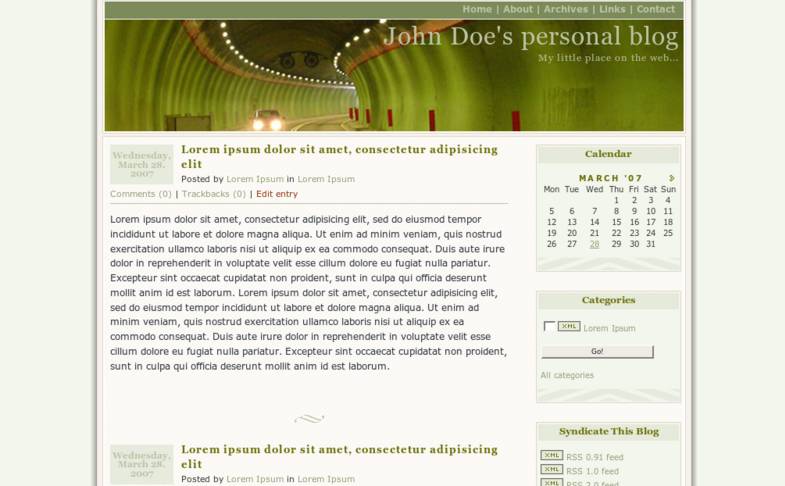 Home | About | Archives | Links | Contact
John Doe's personal blog
My little place on the web...
Wednesday,
March 28.
2007
Lorem ipsum dolor sit amet, consectetur adipisicing
elit
Posted by Lorem Ipsum in Lorem Ipsum
Comments (0) | Trackbacks (0) | Edit entry
Lorem ipsum dolor sit amet, consectetur adipisicing elit, sed do eiusmod tempor
incididunt ut labore et dolore magna aliqua. Ut enim ad minim veniam, quis nostrud
exercitation ullamco laboris nisi ut aliquip ex ea commodo consequat. Duis aute irure
dolor in reprehenderit in voluptate velit esse cillum dolore eu fugiat nulla pariatur.
Excepteur sint occaecat cupidatat non proident, sunt in culpa qui officia deserunt
mollit anim id est laborum. Lorem ipsum dolor sit amet, consectetur adipisicing elit,
sed do eiusmod tempor incididunt ut labore et dolore magna aliqua. Ut enim ad
minim veniam, quis nostrud exercitation ullamco laboris nisi ut aliquip ex ea
commodo consequat. Duis aute irure dolor in reprehenderit in voluptate velit esse
cillum dolore eu fugiat nulla pariatur. Excepteur sint occaecat cupidatat non proident,
sunt in culpa qui officia deserunt mollit anim id est laborum.
Wednesday,
March 28.
2007
Lorem ipsum dolor sit amet, consectetur adipisicing
elit
Posted by Lorem Ipsum in Lorem Ipsum
Calendar
MARCH '07
Mon Tue Wed Thu Fri Sat Sun
1 2 3 4
5 6 7 8 9 10 11
12 13 14 15 16 17 18
19 20 21 22 23 24 25
26 27 28 29 30 31
Categories
XML Lorem Ipsum
Go!
All categories
Syndicate This Blog
XML RSS 0.91 feed
XML RSS 1.0 feed
XML RSS 2.0 feed